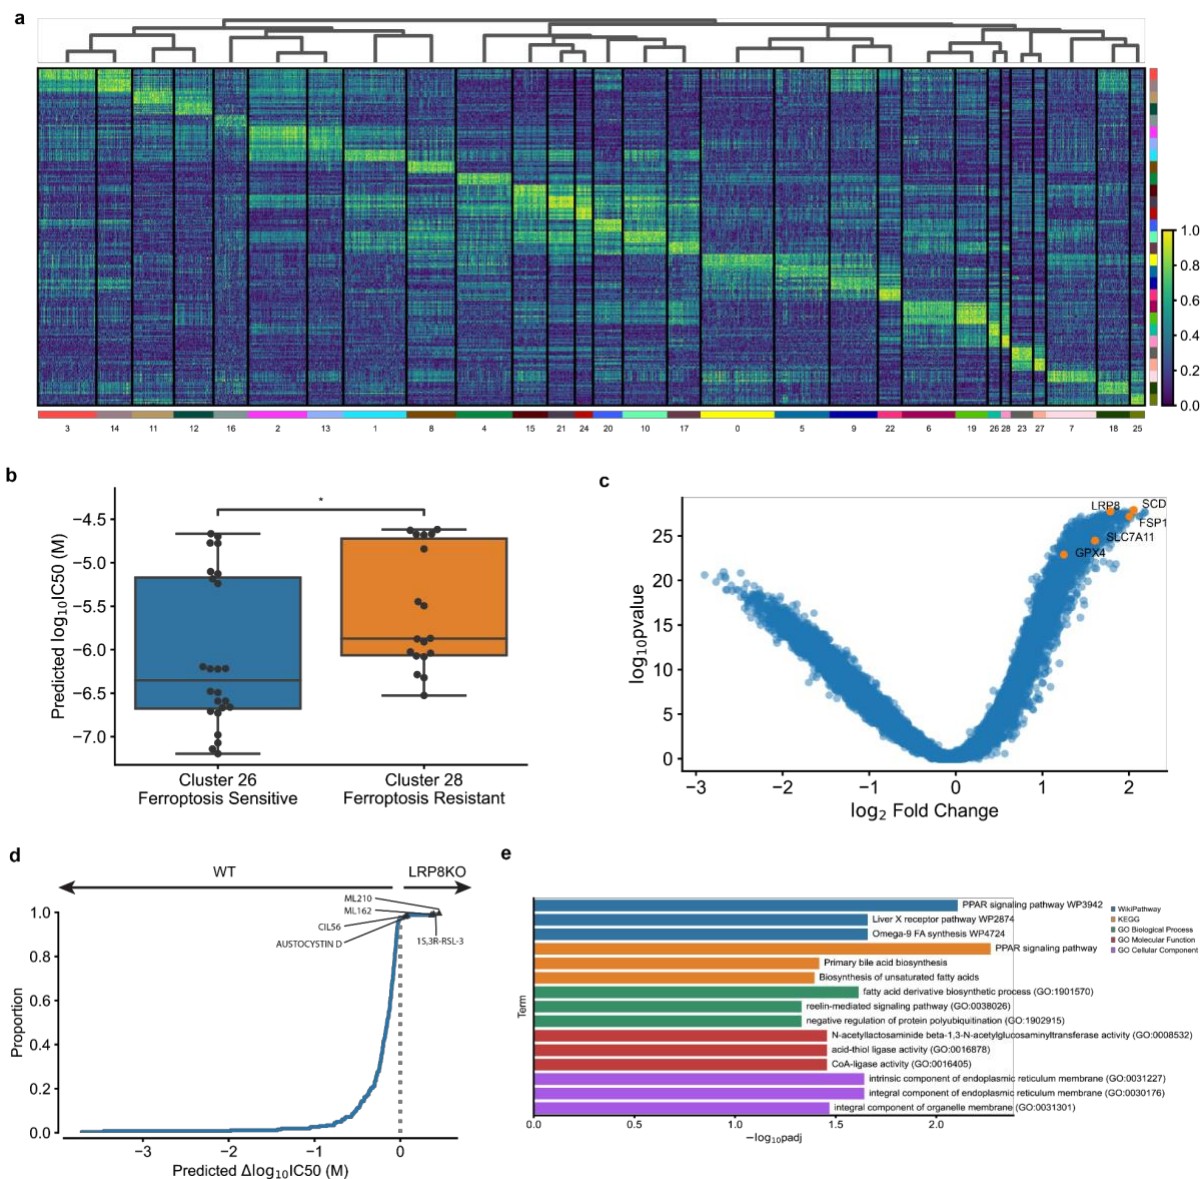 a
1.0
0.8
0.6
0.4
0.2
0.0
3 14 11 12 16 2 13 1 8 4 15 21 24 20 10 17 0 5 9 22 6 19 26 28 23 27 7 18 25
b
Predicted log₁₀IC50 (M)
*
−4.5
−5.0
−5.5
−6.0
−6.5
−7.0
Cluster 26
Ferroptosis Sensitive
Cluster 28
Ferroptosis Resistant
c
log₁₀pvalue
LRP8
SCD
FSP1
SLC7A11
GPX4
25
20
15
10
5
0
−3 −2 −1 0 1 2
log₂ Fold Change
d
WT
LRP8KO
ML210
ML162
CIL56
AUSTOCYSTIN D
1S,3R-RSL-3
Proportion
1.0
0.8
0.6
0.4
0.2
0.0
−3 −2 −1 0
Predicted Δlog₁₀IC50 (M)
e
Term
PPAR signaling pathway WP3942
Liver X receptor pathway WP2874
Omega-9 FA synthesis WP4724
PPAR signaling pathway
Primary bile acid biosynthesis
Biosynthesis of unsaturated fatty acids
fatty acid derivative biosynthetic process (GO:1901570)
reelin-mediated signaling pathway (GO:0038026)
negative regulation of protein polyubiquitination (GO:1902915)
N-acetyllactosaminide beta-1,3-N-acetylglucosaminyltransferase activity (GO:0008532)
acid-thiol ligase activity (GO:0016878)
CoA-ligase activity (GO:0016405)
intrinsic component of endoplasmic reticulum membrane (GO:0031227)
integral component of endoplasmic reticulum membrane (GO:0030176)
integral component of organelle membrane (GO:0031301)
WikiPathway
KEGG
GO Biological Process
GO Molecular Function
GO Cellular Component
0.0 0.5 1.0 1.5 2.0
−log₁₀padj